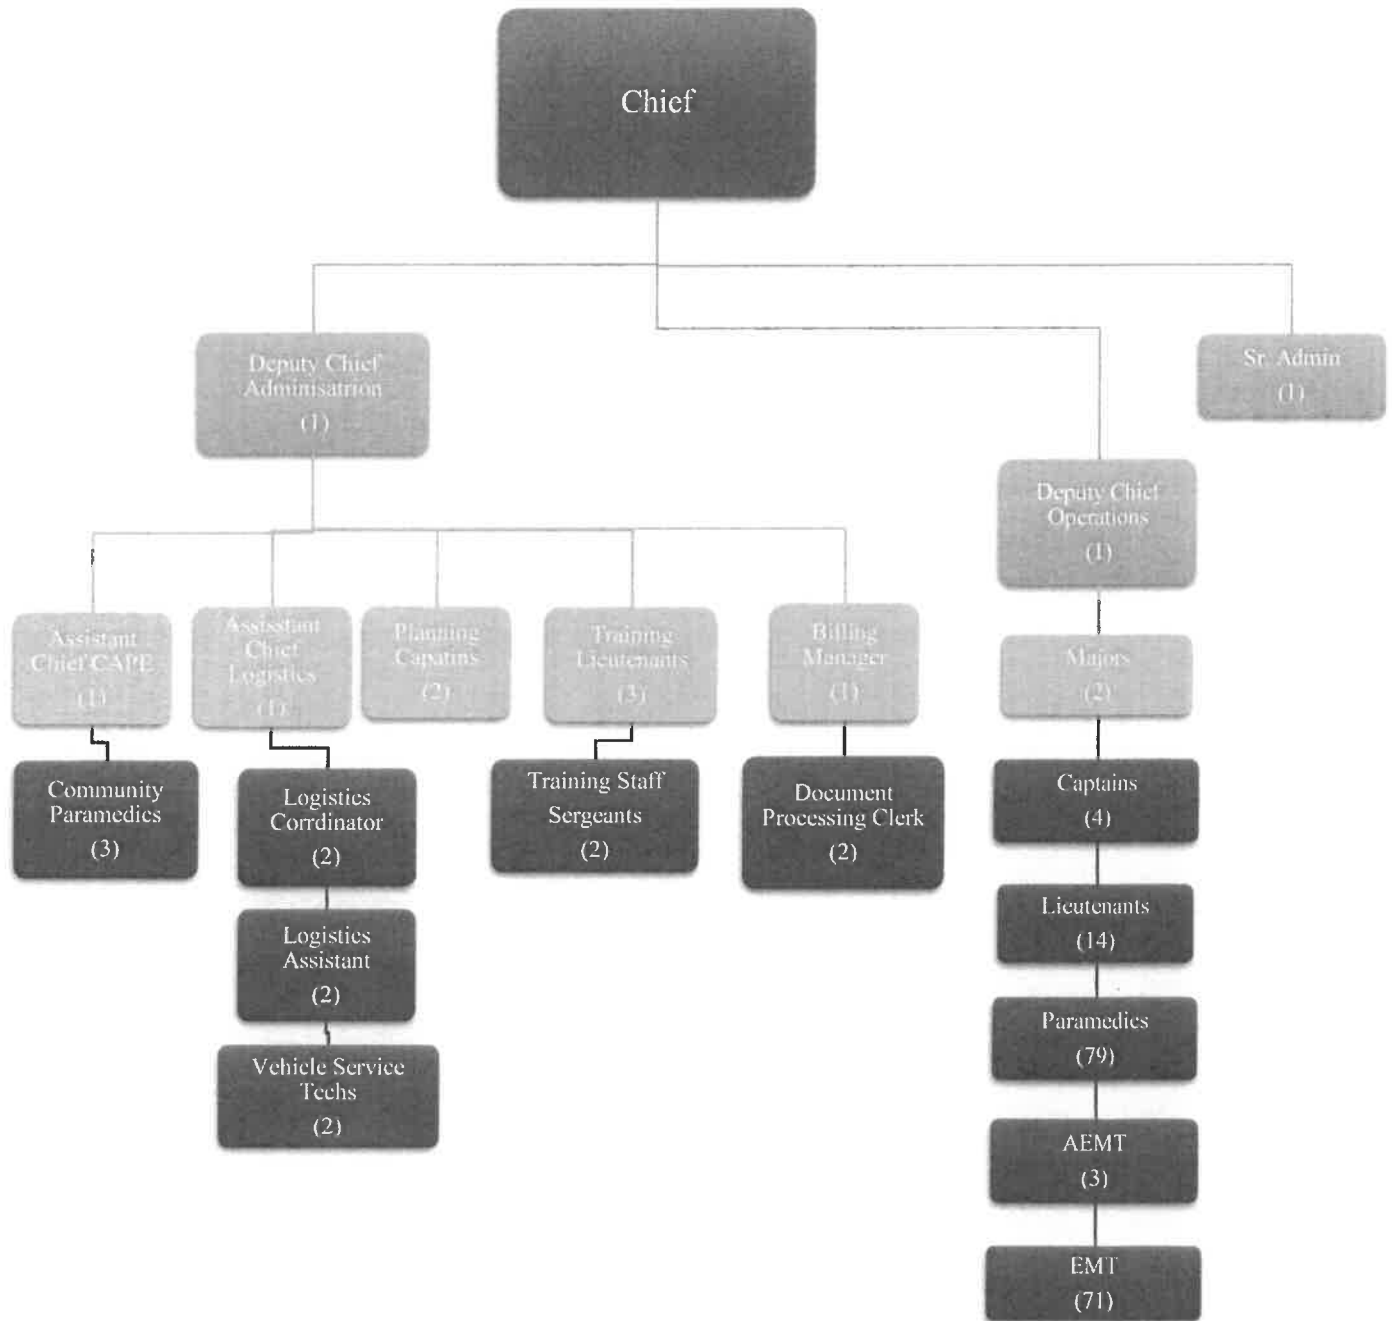 Chief
Deputy Chief
Adminisatrion
(1)
Sr. Admin
(1)
Deputy Chief
Operations
(1)
Assistant
Chief CAPE
(1)
Assisstant
Chief
Logistics
(1)
Planning
Capatins
(2)
Training
Lieutenants
(3)
Billing
Manager
(1)
Majors
(2)
Community
Paramedics
(3)
Logistics
Corrdinator
(2)
Training Staff
Sergeants
(2)
Document
Processing Clerk
(2)
Captains
(4)
Logistics
Assistant
(2)
Lieutenants
(14)
Vehicle Service
Techs
(2)
Paramedics
(79)
AEMT
(3)
EMT
(71)